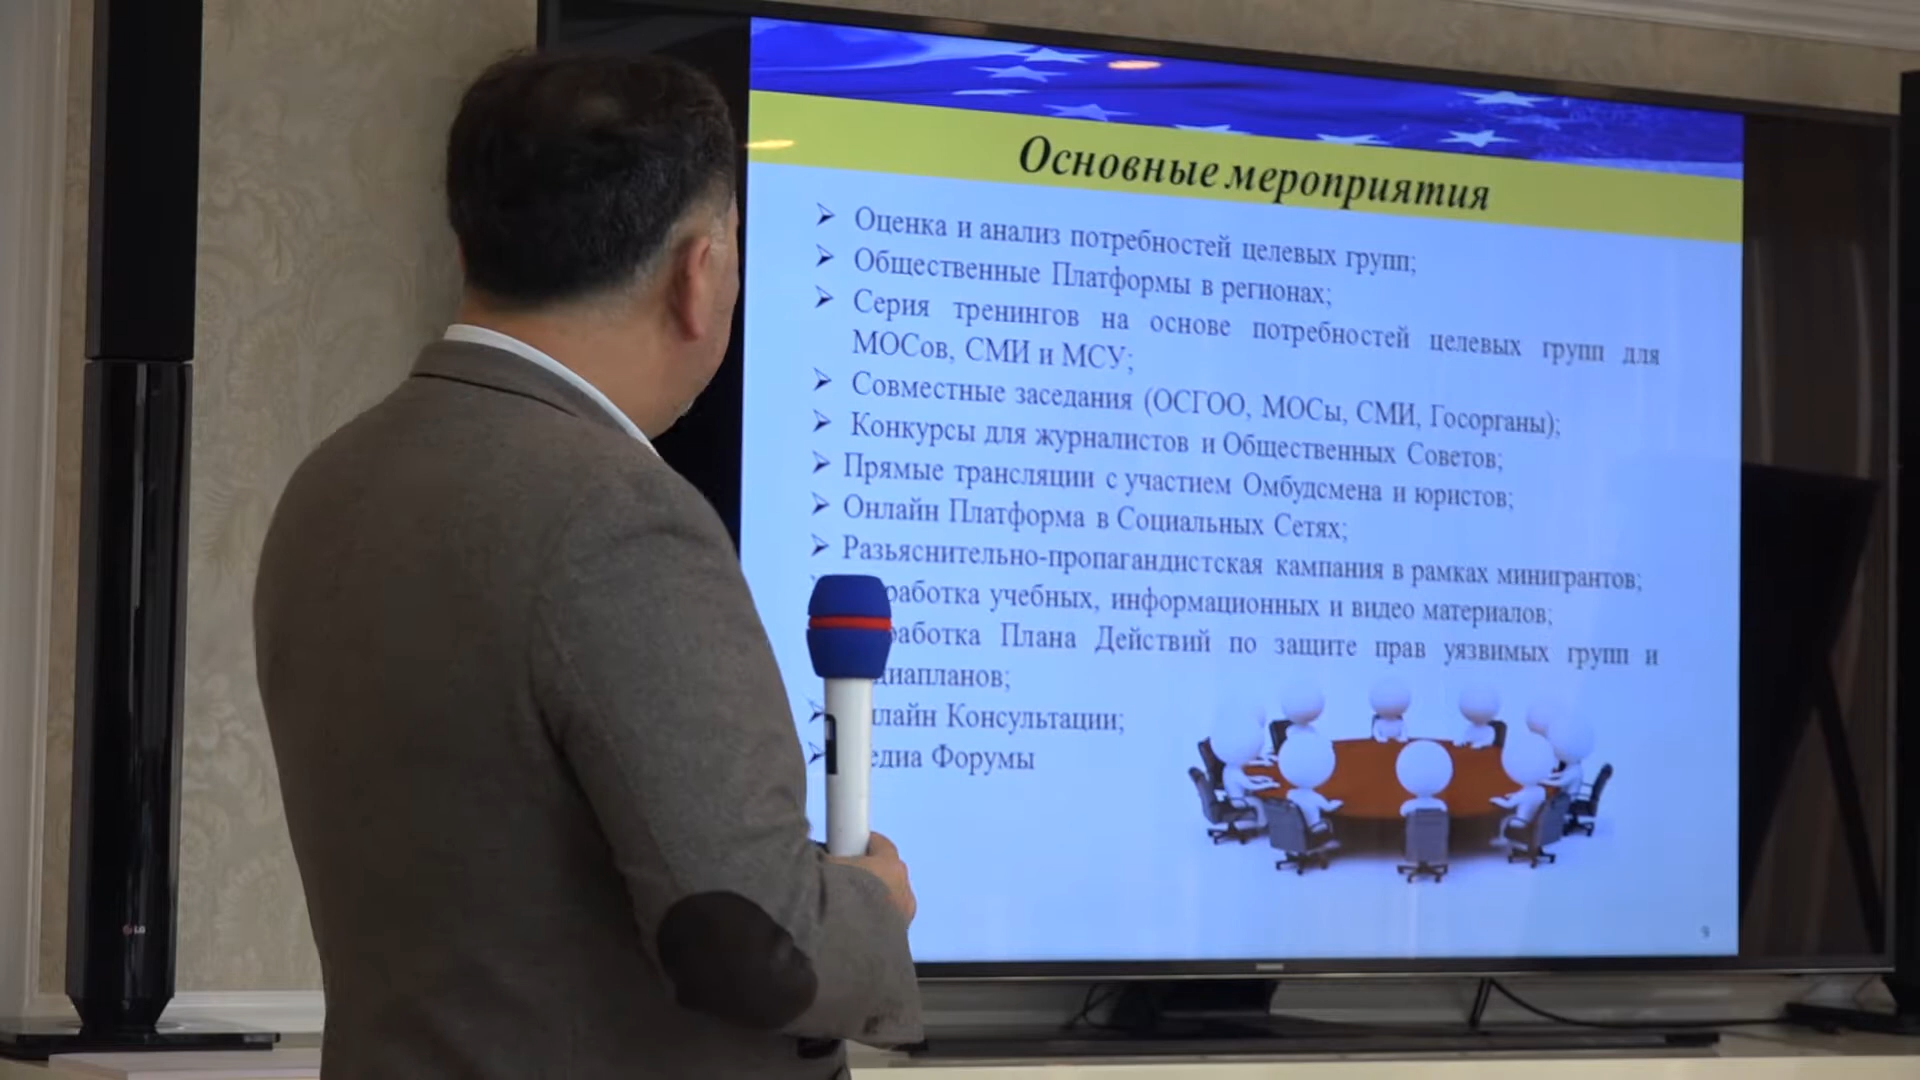 Основные мероприятия
Оценка и анализ потребностей целевых групп;
Общественные Платформы в регионах;
Серия тренингов на основе потребностей целевых групп для
МОСов, СМИ и МСУ;
Совместные заседания (ОСГОО, МОСы, СМИ, Госорганы);
Конкурсы для журналистов и Общественных Советов;
Прямые трансляции с участием Омбудсмена и юристов;
Онлайн Платформа в Социальных Сетях;
Разьяснительно-пропагандистская кампания в рамках минигрантов;
работка учебных, информационных и видео материалов;
работка Плана Действий по защите прав уязвимых групп и
диапланов;
лайн Консультации;
едиа Форумы
9
LG